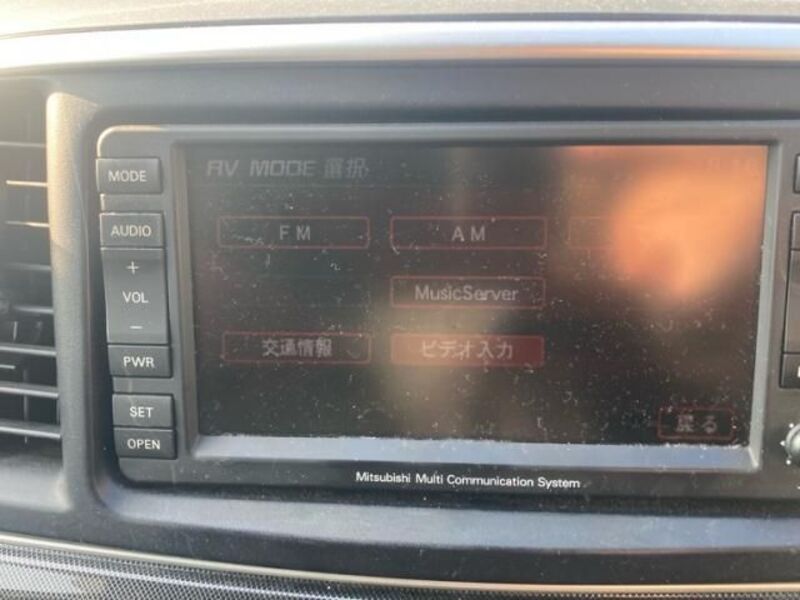 AV MODE 選択
MODE
AUDIO
+
VOL
−
PWR
SET
OPEN
FM
AM
MusicServer
交通情報
ビデオ入力
戻る
Mitsubishi Multi Communication System